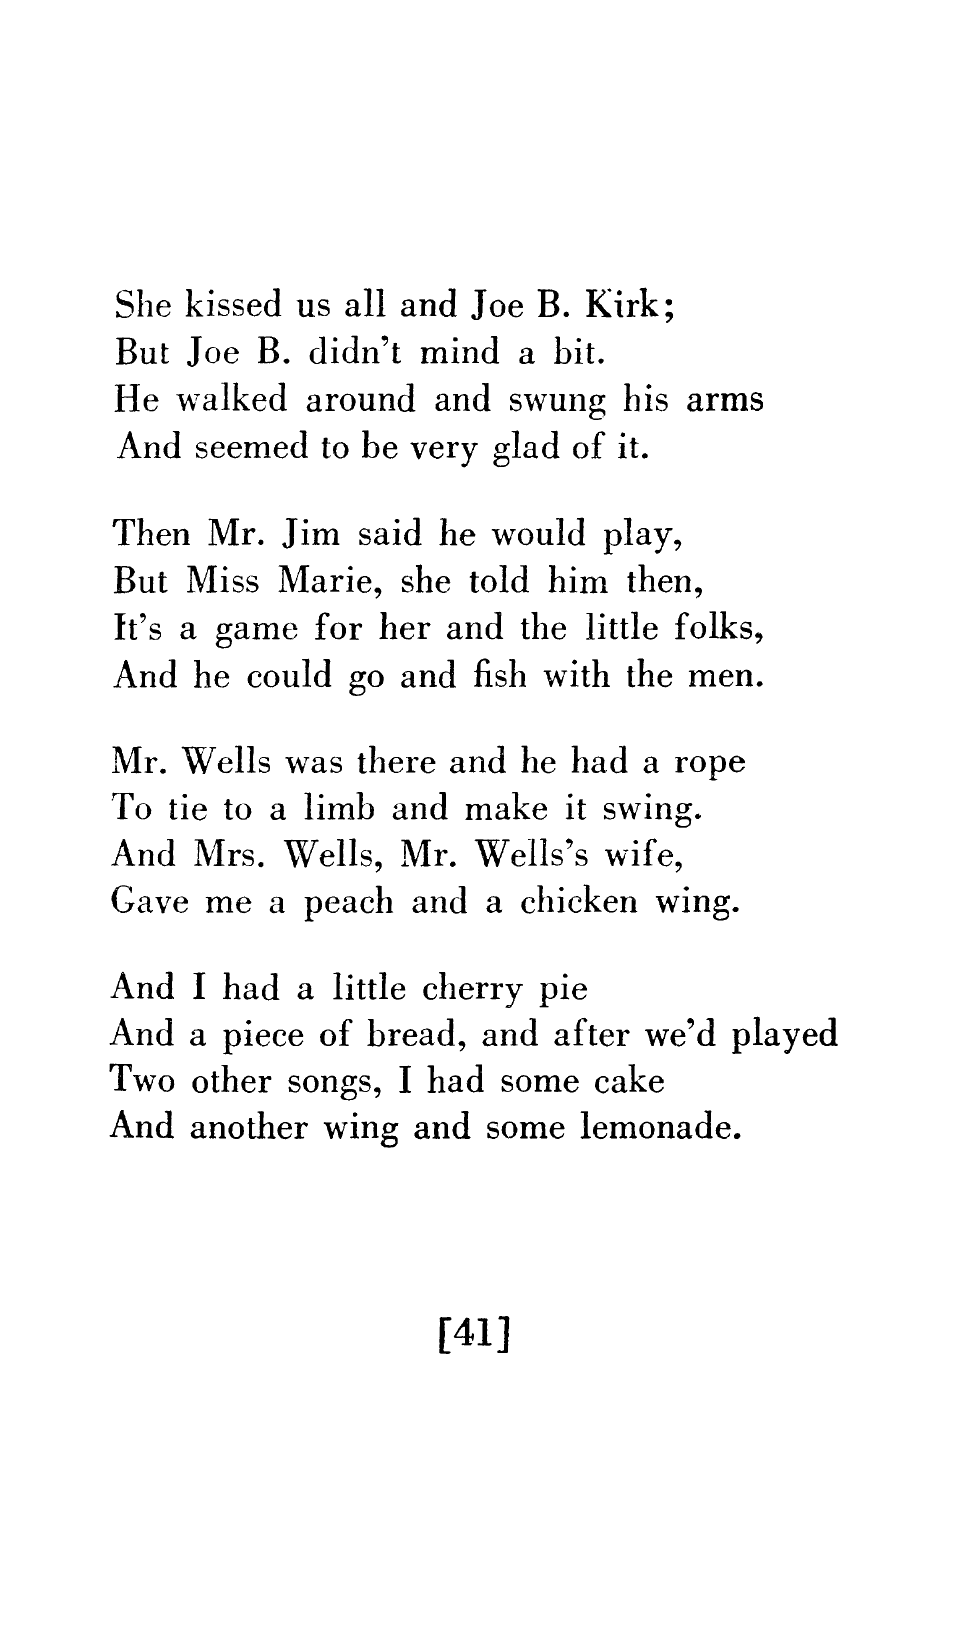 She kissed us all and Joe B. Kirk;
But Joe B. didn't mind a bit.
He walked around and swung his arms
And seemed to be very glad of it.
Then Mr. Jim said he would play,
But Miss Marie, she told him then,
It's a game for her and the little folks,
And he could go and fish with the men.
Mr. Wells was there and he had a rope
To tie to a limb and make it swing.
And Mrs. Wells, Mr. Wells's wife,
Gave me a peach and a chicken wing.
And I had a little cherry pie
And a piece of bread, and after we'd played
Two other songs, I had some cake
And another wing and some lemonade.
[41]